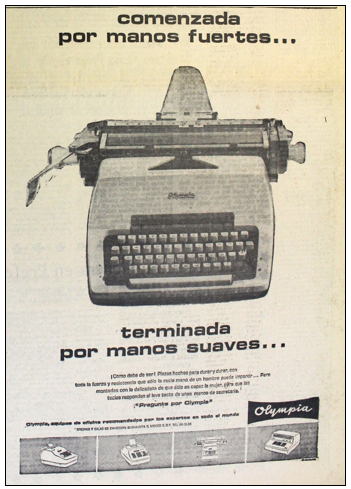 comenzada
por manos fuertes...
Olympia
terminada
por manos suaves...
¡Como debe de ser! Piezas hechas para durar y durar, con
toda la fuerza y resistencia que sólo la recia mano de un hombre puede imponer... Pero
montadas con la delicadeza de que sólo es capaz la mujer, para que las
teclas respondan al leve tacto de unas manos de secretaria.
¡"Pregunte por Olympia"
Olympia
Olympia, equipos de oficina recomendados por los expertos en todo el mundo